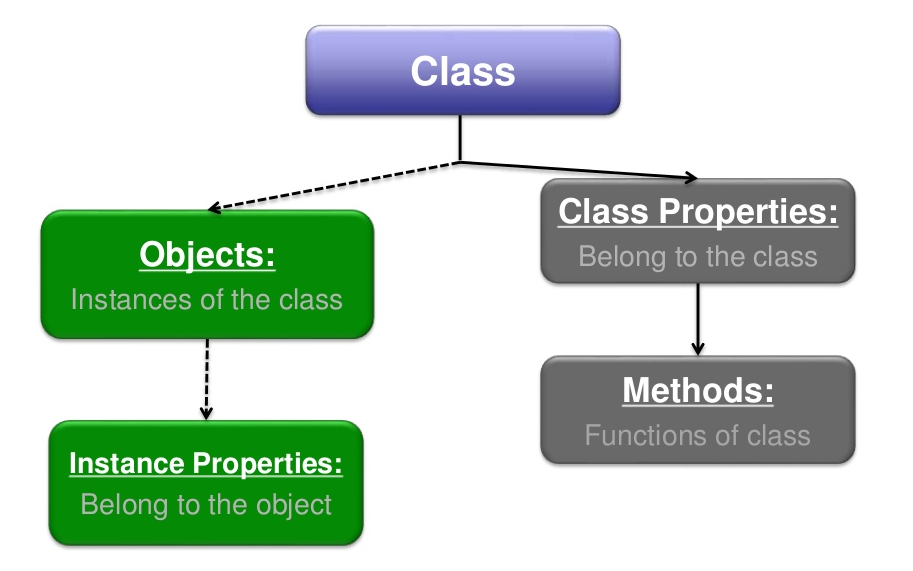 Class
Objects:
Instances of the class
Instance Properties:
Belong to the object
Class Properties:
Belong to the class
Methods:
Functions of class